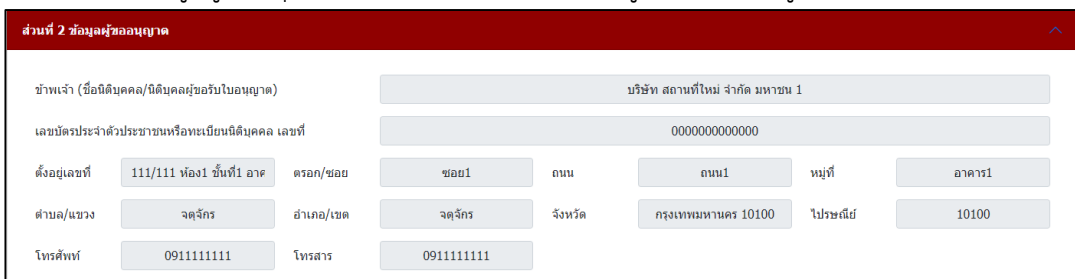 ส่วนที่ 2 ข้อมูลผู้ขออนุญาต
ข้าพเจ้า (ชื่อนิติบุคคล/นิติบุคลผู้ขอรับใบอนุญาต) บริษัท สถานที่ใหม่ จำกัด มหาชน 1
เลขบัตรประจำตัวประชาชนหรือทะเบียนนิติบุคคล เลขที่ 0000000000000
ตั้งอยู่เลขที่ 111/111 ห้อง1 ชั้นที่1 อาค ตรอก/ซอย ซอย1 ถนน ถนน1 หมู่ที่ อาคาร1
ตำบล/แขวง จตุจักร อำเภอ/เขต จตุจักร จังหวัด กรุงเทพมหานคร 10100 ไปรษณีย์ 10100
โทรศัพท์ 0911111111 โทรสาร 0911111111